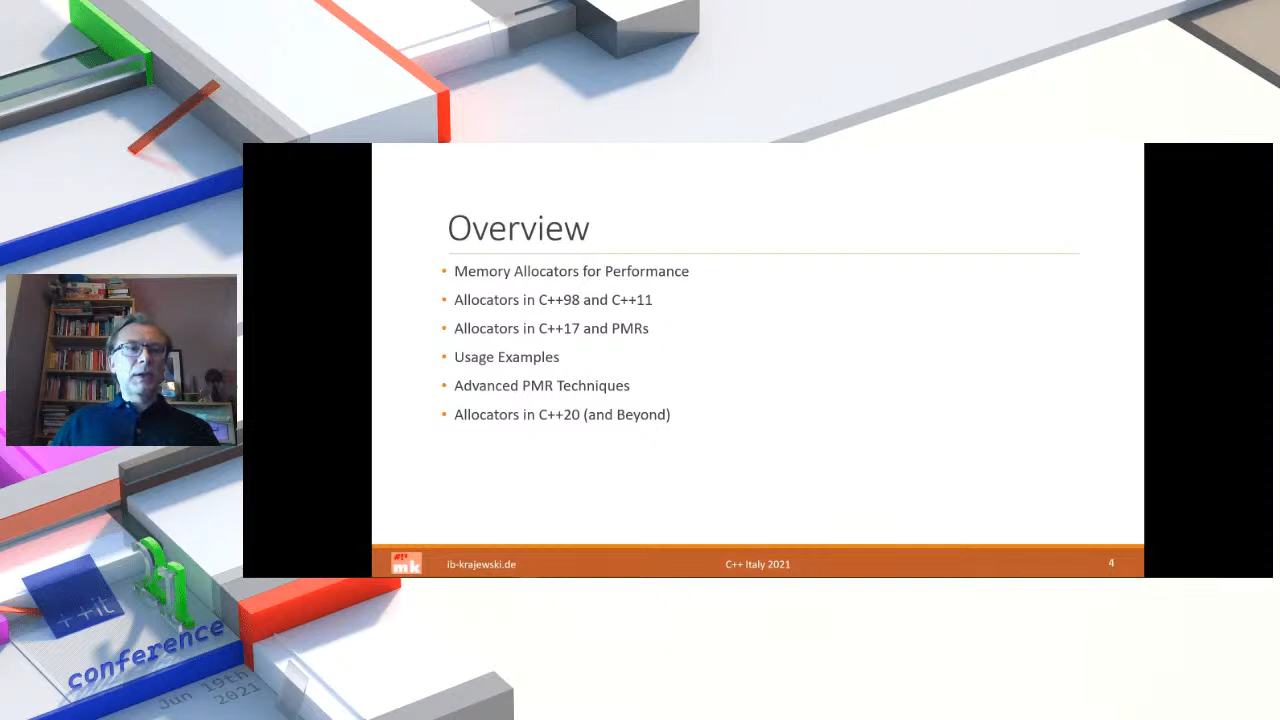 Overview
• Memory Allocators for Performance
• Allocators in C++98 and C++11
• Allocators in C++17 and PMRs
• Usage Examples
• Advanced PMR Techniques
• Allocators in C++20 (and Beyond)
mk
ib-krajewski.de
C++ Italy 2021
4
++it
conference
Jun 19th
2021